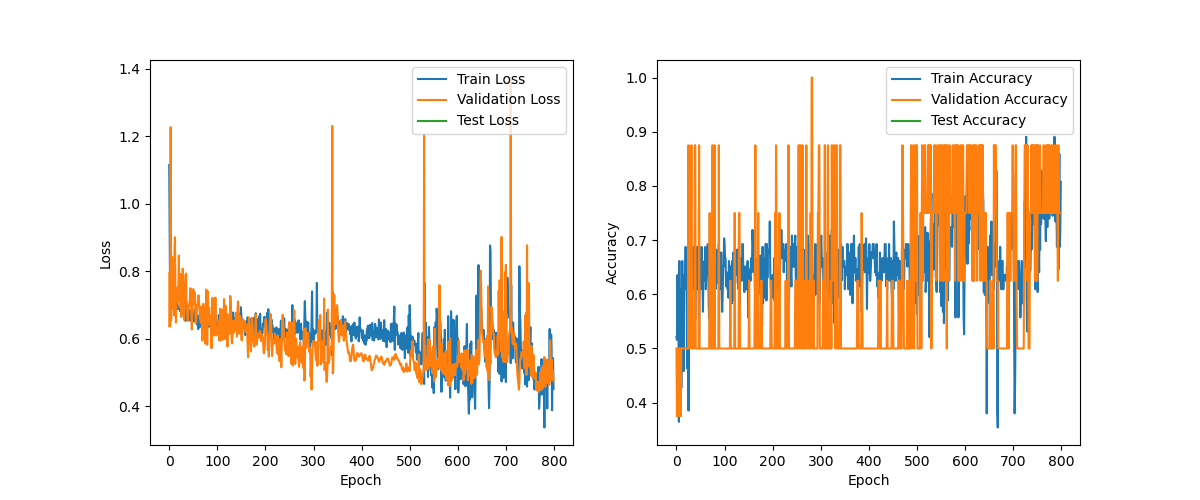 1.4
1.2
1.0
0.8
0.6
0.4
Loss
0 100 200 300 400 500 600 700 800
Epoch
Train Loss
Validation Loss
Test Loss
1.0
0.9
0.8
0.7
0.6
0.5
0.4
Accuracy
0 100 200 300 400 500 600 700 800
Epoch
Train Accuracy
Validation Accuracy
Test Accuracy